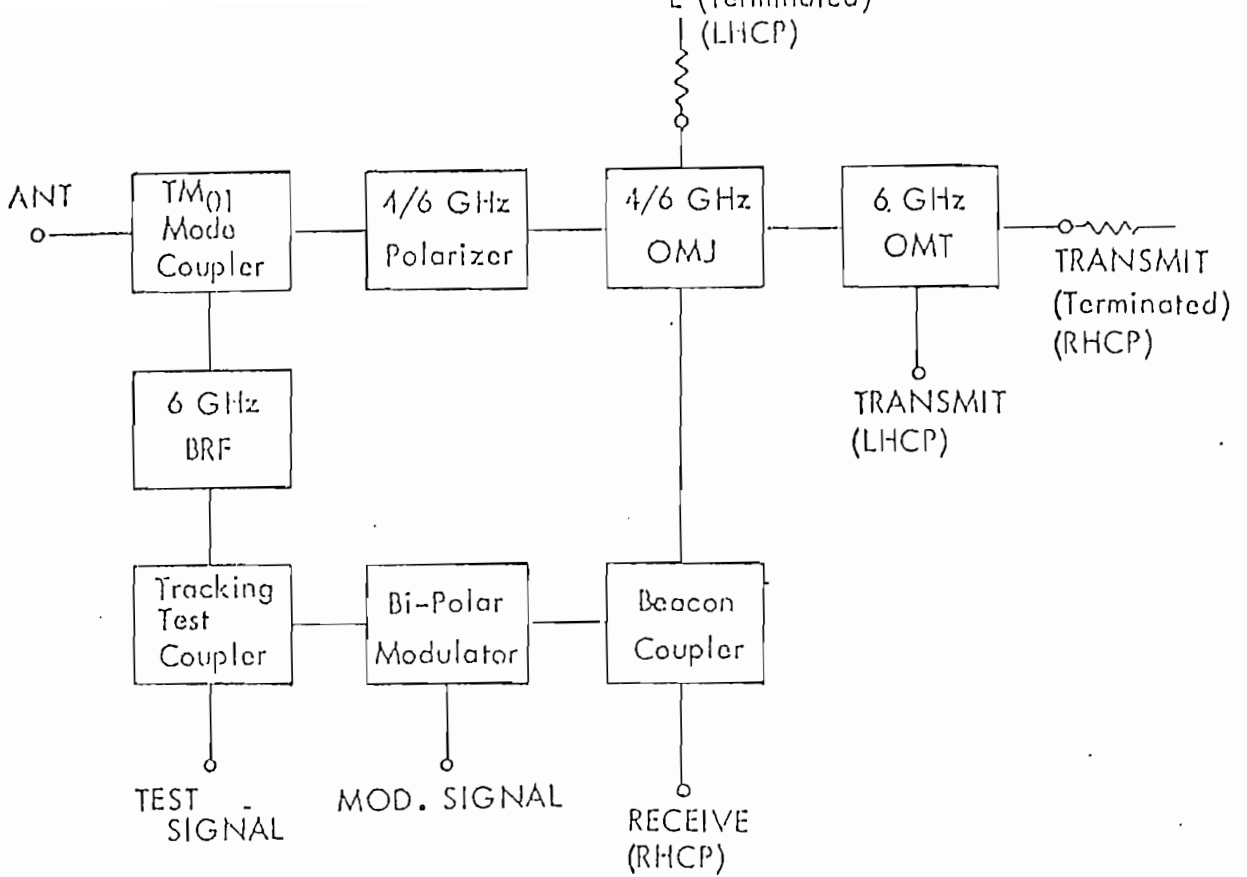 (Terminated)
(LHCP)
ANT
TM01
Mode
Coupler
4/6 GHz
Polarizer
4/6 GHz
OMJ
6. GHz
OMT
TRANSMIT
(Terminated)
(RHCP)
TRANSMIT
(LHCP)
6 GHz
BRF
Tracking
Test
Coupler
Bi-Polar
Modulator
Beacon
Coupler
TEST
SIGNAL
MOD. SIGNAL
RECEIVE
(RHCP)